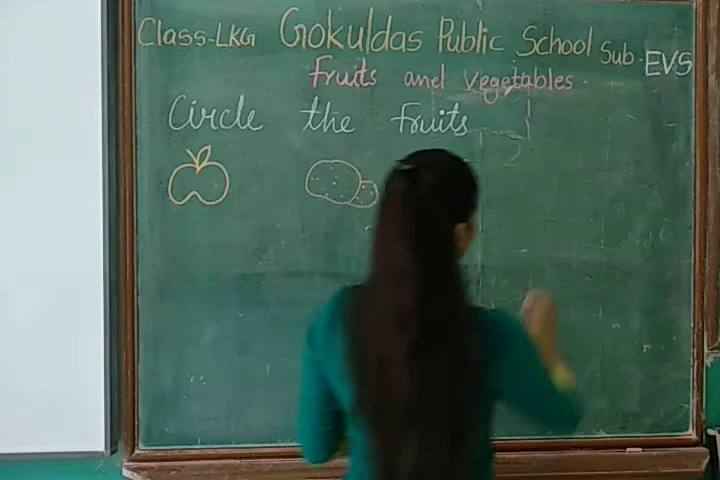 Class-LKG Gokuldas Public School Sub-EVS
Fruits and vegetables.
Circle the fruits